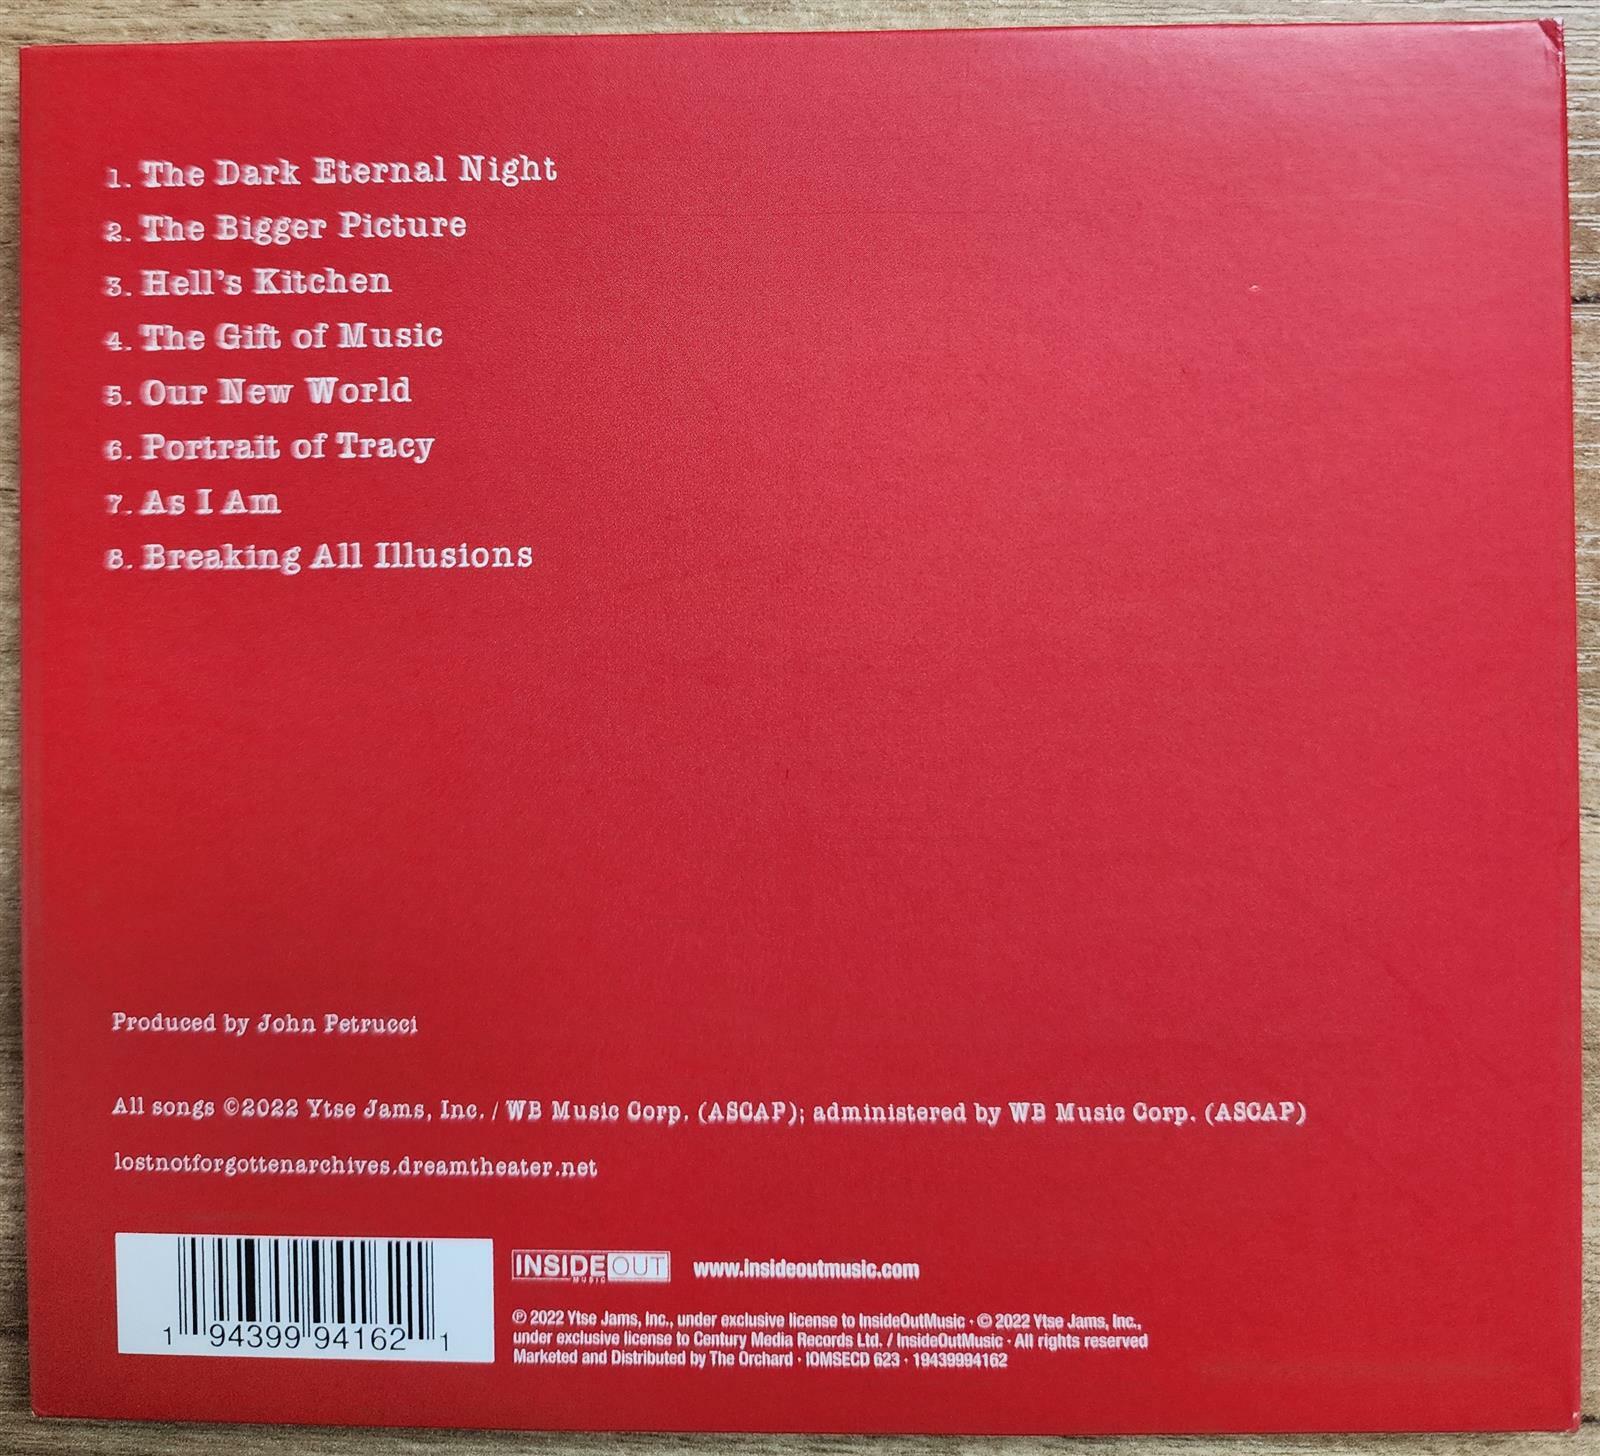 1. The Dark Eternal Night
2. The Bigger Picture
3. Hell's Kitchen
4. The Gift of Music
5. Our New World
6. Portrait of Tracy
7. As I Am
8. Breaking All Illusions
Produced by John Petrucci
All songs ©2022 Ytse Jams, Inc. / WB Music Corp. (ASCAP); administered by WB Music Corp. (ASCAP)
lostnotforgottenarchives.dreamtheater.net
INSIDEOUT www.insideoutmusic.com
MUSIC
℗ 2022 Ytse Jams, Inc., under exclusive license to InsideOutMusic · © 2022 Ytse Jams, Inc.,
under exclusive license to Century Media Records Ltd. / InsideOutMusic · All rights reserved
Marketed and Distributed by The Orchard · IOMSECD 623 · 19439994162
1 94399 94162 1